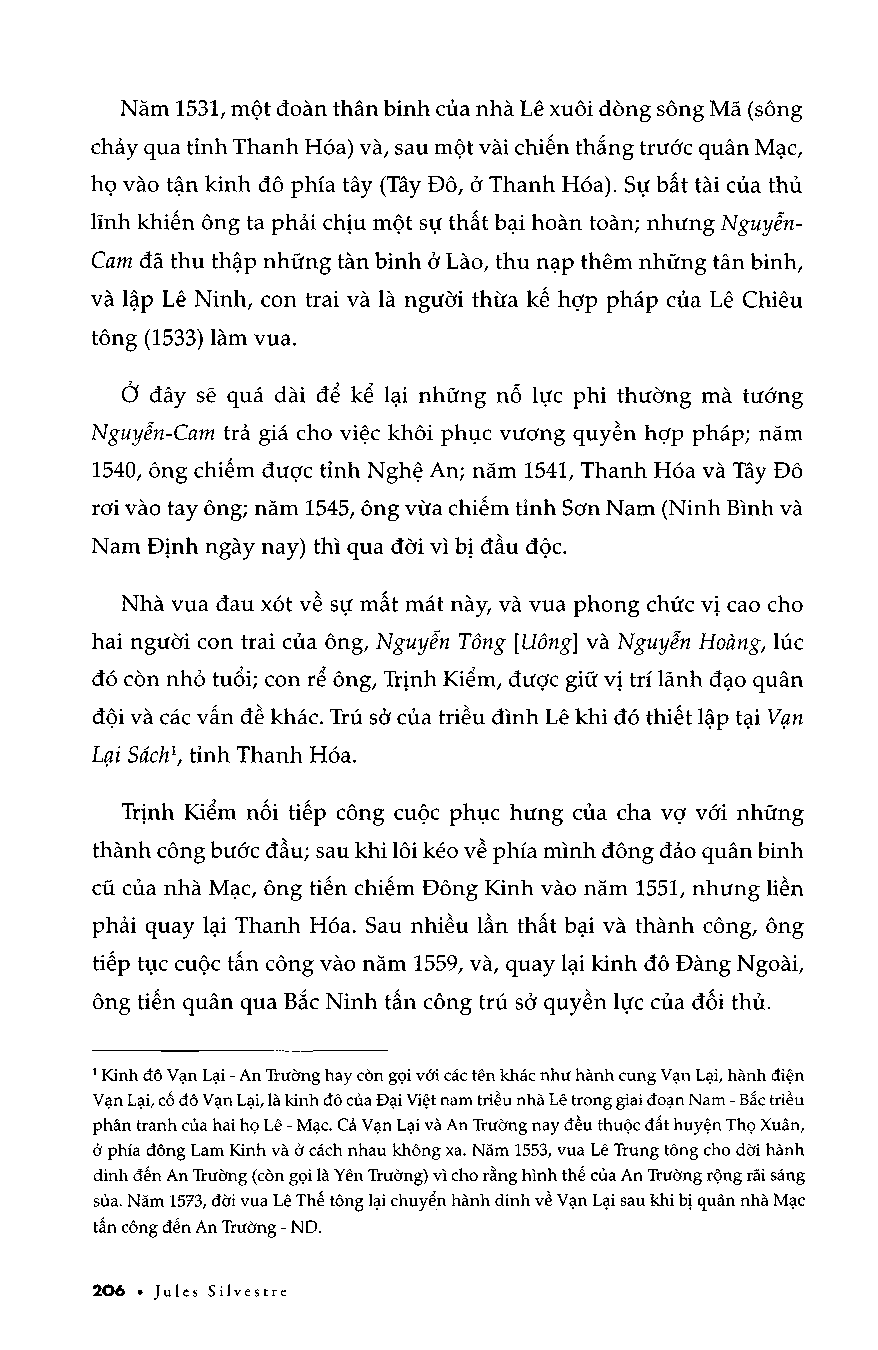 Năm 1531, một đoàn thân binh của nhà Lê xuôi dòng sông Mã (sông
chảy qua tỉnh Thanh Hóa) và, sau một vài chiến thắng trước quân Mạc,
họ vào tận kinh đô phía tây (Tây Đô, ở Thanh Hóa). Sự bất tài của thủ
lĩnh khiến ông ta phải chịu một sự thất bại hoàn toàn; nhưng Nguyễn-
Cam đã thu thập những tàn binh ở Lào, thu nạp thêm những tân binh,
và lập Lê Ninh, con trai và là người thừa kế hợp pháp của Lê Chiêu
tông (1533) làm vua.
Ở đây sẽ quá dài để kể lại những nỗ lực phi thường mà tướng
Nguyễn-Cam trả giá cho việc khôi phục vương quyền hợp pháp; năm
1540, ông chiếm được tỉnh Nghệ An; năm 1541, Thanh Hóa và Tây Đô
rơi vào tay ông; năm 1545, ông vừa chiếm tỉnh Sơn Nam (Ninh Bình và
Nam Định ngày nay) thì qua đời vì bị đầu độc.
Nhà vua đau xót về sự mất mát này, và vua phong chức vị cao cho
hai người con trai của ông, Nguyễn Tông [Uông] và Nguyễn Hoàng, lúc
đó còn nhỏ tuổi; con rể ông, Trịnh Kiểm, được giữ vị trí lãnh đạo quân
đội và các vấn đề khác. Trú sở của triều đình Lê khi đó thiết lập tại Vạn
Lại Sách¹, tỉnh Thanh Hóa.
Trịnh Kiểm nối tiếp công cuộc phục hưng của cha vợ với những
thành công bước đầu; sau khi lôi kéo về phía mình đông đảo quân binh
cũ của nhà Mạc, ông tiến chiếm Đông Kinh vào năm 1551, nhưng liền
phải quay lại Thanh Hóa. Sau nhiều lần thất bại và thành công, ông
tiếp tục cuộc tấn công vào năm 1559, và, quay lại kinh đô Đàng Ngoài,
ông tiến quân qua Bắc Ninh tấn công trú sở quyền lực của đối thủ.
¹ Kinh đô Vạn Lại - An Trường hay còn gọi với các tên khác như hành cung Vạn Lại, hành điện
Vạn Lại, cố đô Vạn Lại, là kinh đô của Đại Việt nam triều nhà Lê trong giai đoạn Nam - Bắc triều
phân tranh của hai họ Lê - Mạc. Cả Vạn Lại và An Trường nay đều thuộc đất huyện Thọ Xuân,
ở phía đông Lam Kinh và ở cách nhau không xa. Năm 1553, vua Lê Trung tông cho dời hành
dinh đến An Trường (còn gọi là Yên Trường) vì cho rằng hình thế của An Trường rộng rãi sáng
sủa. Năm 1573, đời vua Lê Thế tông lại chuyển hành dinh về Vạn Lại sau khi bị quân nhà Mạc
tấn công đến An Trường - ND.
206 • Jules Silvestre